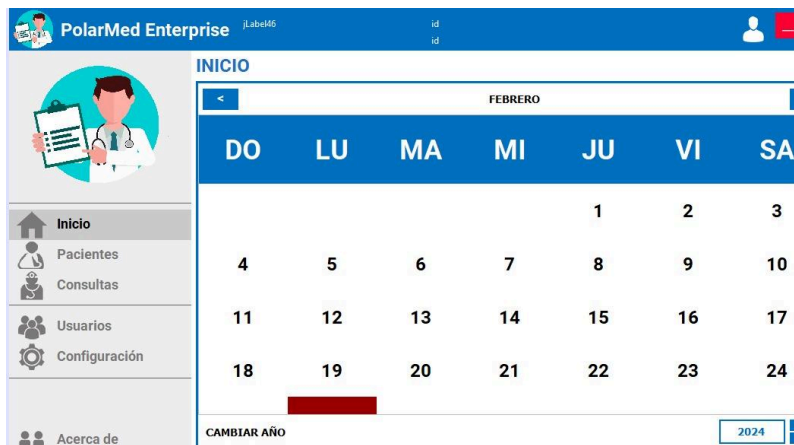 PolarMed Enterprise jLabel46 id
id
INICIO
< FEBRERO
DO LU MA MI JU VI SA
1 2 3
4 5 6 7 8 9 10
11 12 13 14 15 16 17
18 19 20 21 22 23 24
CAMBIAR AÑO 2024
Inicio
Pacientes
Consultas
Usuarios
Configuración
Acerca de